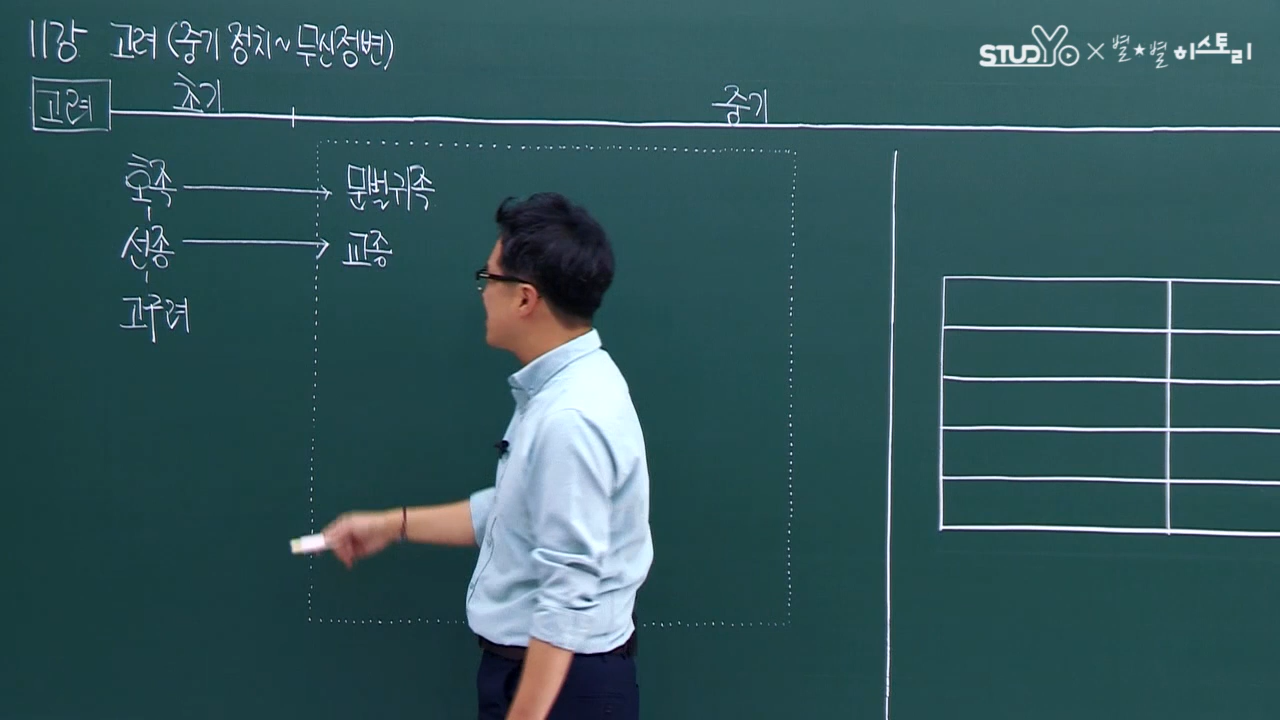 11강 고려 (중기 정치~무신정변)
STUDYO × 별★별 히스토리
고려 초기 중기
호족 → 문벌귀족
선종 → 교종
고구려